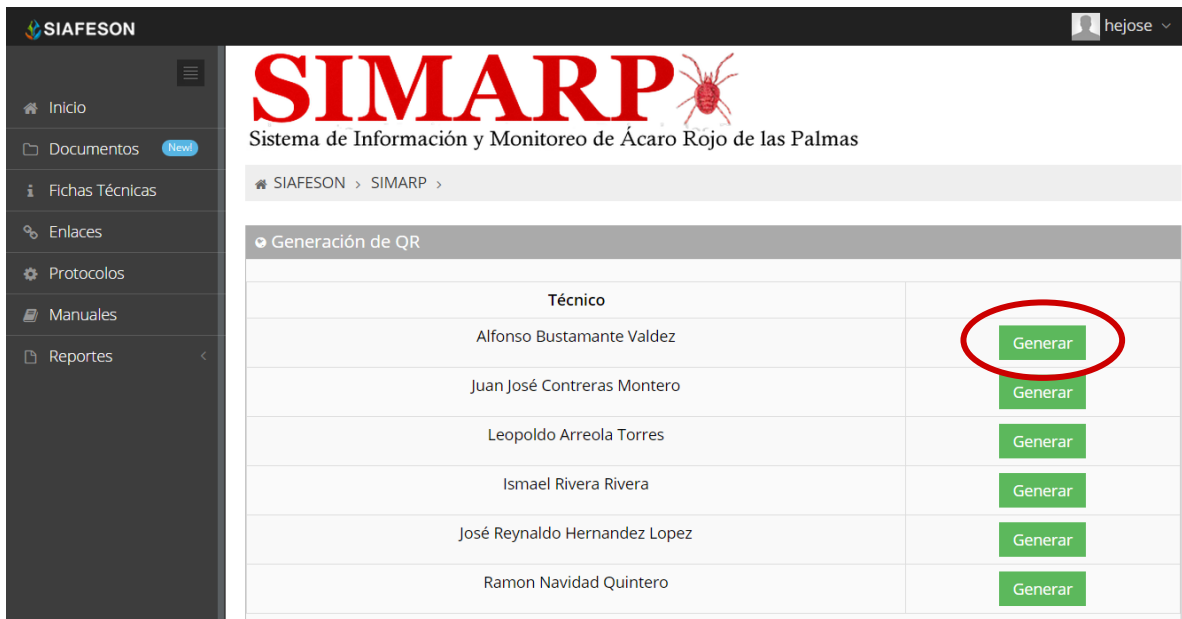 SIAFESON
hejose
Inicio
Documentos New!
Fichas Técnicas
Enlaces
Protocolos
Manuales
Reportes
SIMARP
Sistema de Información y Monitoreo de Ácaro Rojo de las Palmas
SIAFESON > SIMARP >
Generación de QR
Técnico
Alfonso Bustamante Valdez Generar
Juan José Contreras Montero Generar
Leopoldo Arreola Torres Generar
Ismael Rivera Rivera Generar
José Reynaldo Hernandez Lopez Generar
Ramon Navidad Quintero Generar